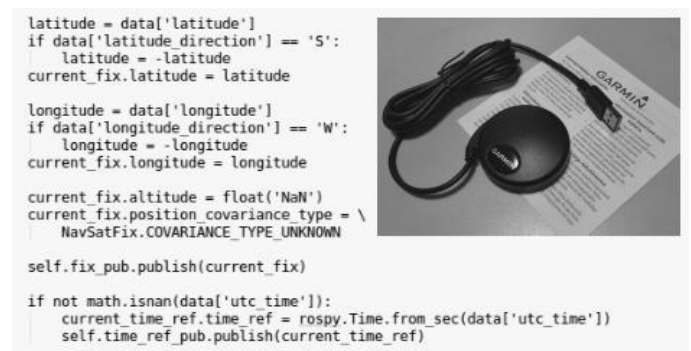 latitude = data['latitude']
if data['latitude_direction'] == 'S':
    latitude = -latitude
current_fix.latitude = latitude

longitude = data['longitude']
if data['longitude_direction'] == 'W':
    longitude = -longitude
current_fix.longitude = longitude

current_fix.altitude = float('NaN')
current_fix.position_covariance_type = \
    NavSatFix.COVARIANCE_TYPE_UNKNOWN

self.fix_pub.publish(current_fix)

if not math.isnan(data['utc_time']):
    current_time_ref.time_ref = rospy.Time.from_sec(data['utc_time'])
    self.time_ref_pub.publish(current_time_ref)
GARMIN
GARMIN